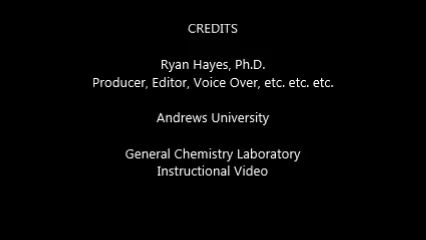 CREDITS
Ryan Hayes, Ph.D.
Producer, Editor, Voice Over, etc. etc. etc.
Andrews University
General Chemistry Laboratory
Instructional Video